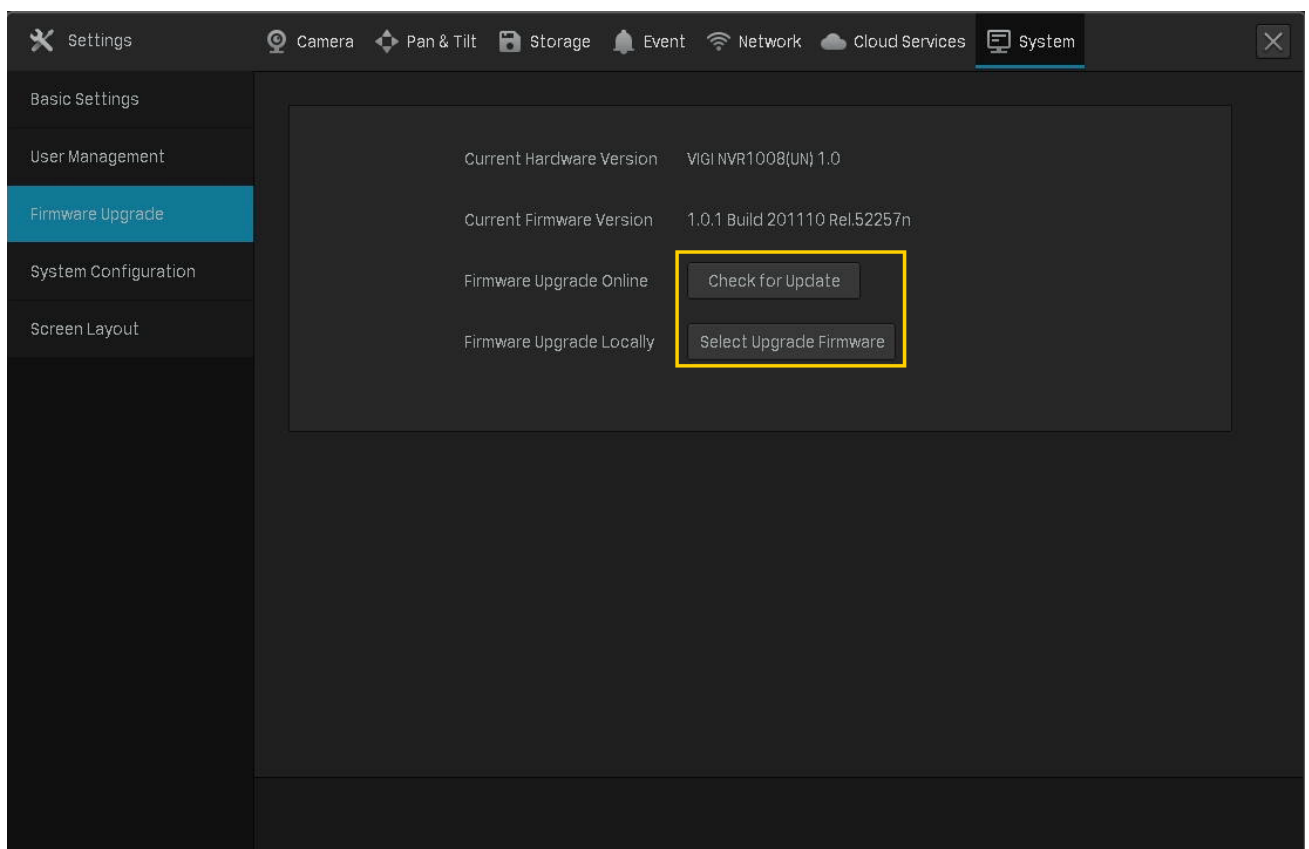 Settings
Camera
Pan & Tilt
Storage
Event
Network
Cloud Services
System
Basic Settings
User Management
Firmware Upgrade
System Configuration
Screen Layout
Current Hardware Version VIGI NVR1008(UN) 1.0
Current Firmware Version 1.0.1 Build 201110 Rel.52257n
Firmware Upgrade Online Check for Update
Firmware Upgrade Locally Select Upgrade Firmware